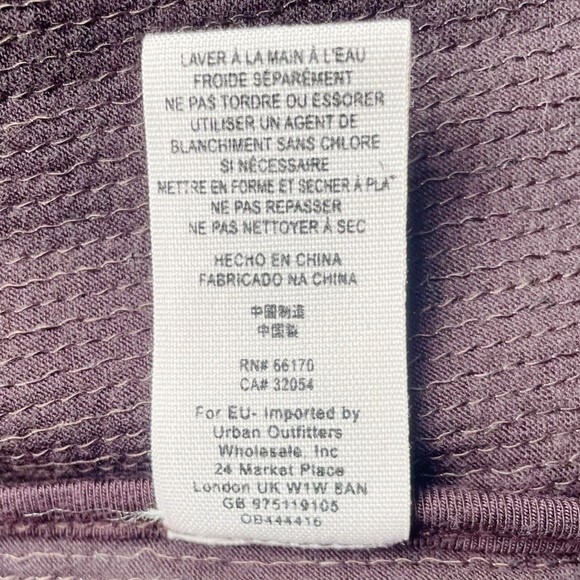 LAVER À LA MAIN À L'EAU
FROIDE SÉPARÉMENT
NE PAS TORDRE OU ESSORER
UTILISER UN AGENT DE
BLANCHIMENT SANS CHLORE
SI NÉCESSAIRE
METTRE EN FORME ET SECHER À PLAT
NE PAS REPASSER
NE PAS NETTOYER À SEC
HECHO EN CHINA
FABRICADO NA CHINA
中國制造
中國製
RN# 66170
CA# 32054
For EU- Imported by
Urban Outfitters
Wholesale, Inc
24 Market Place
London UK W1W 8AN
GB 975119105
OB444416